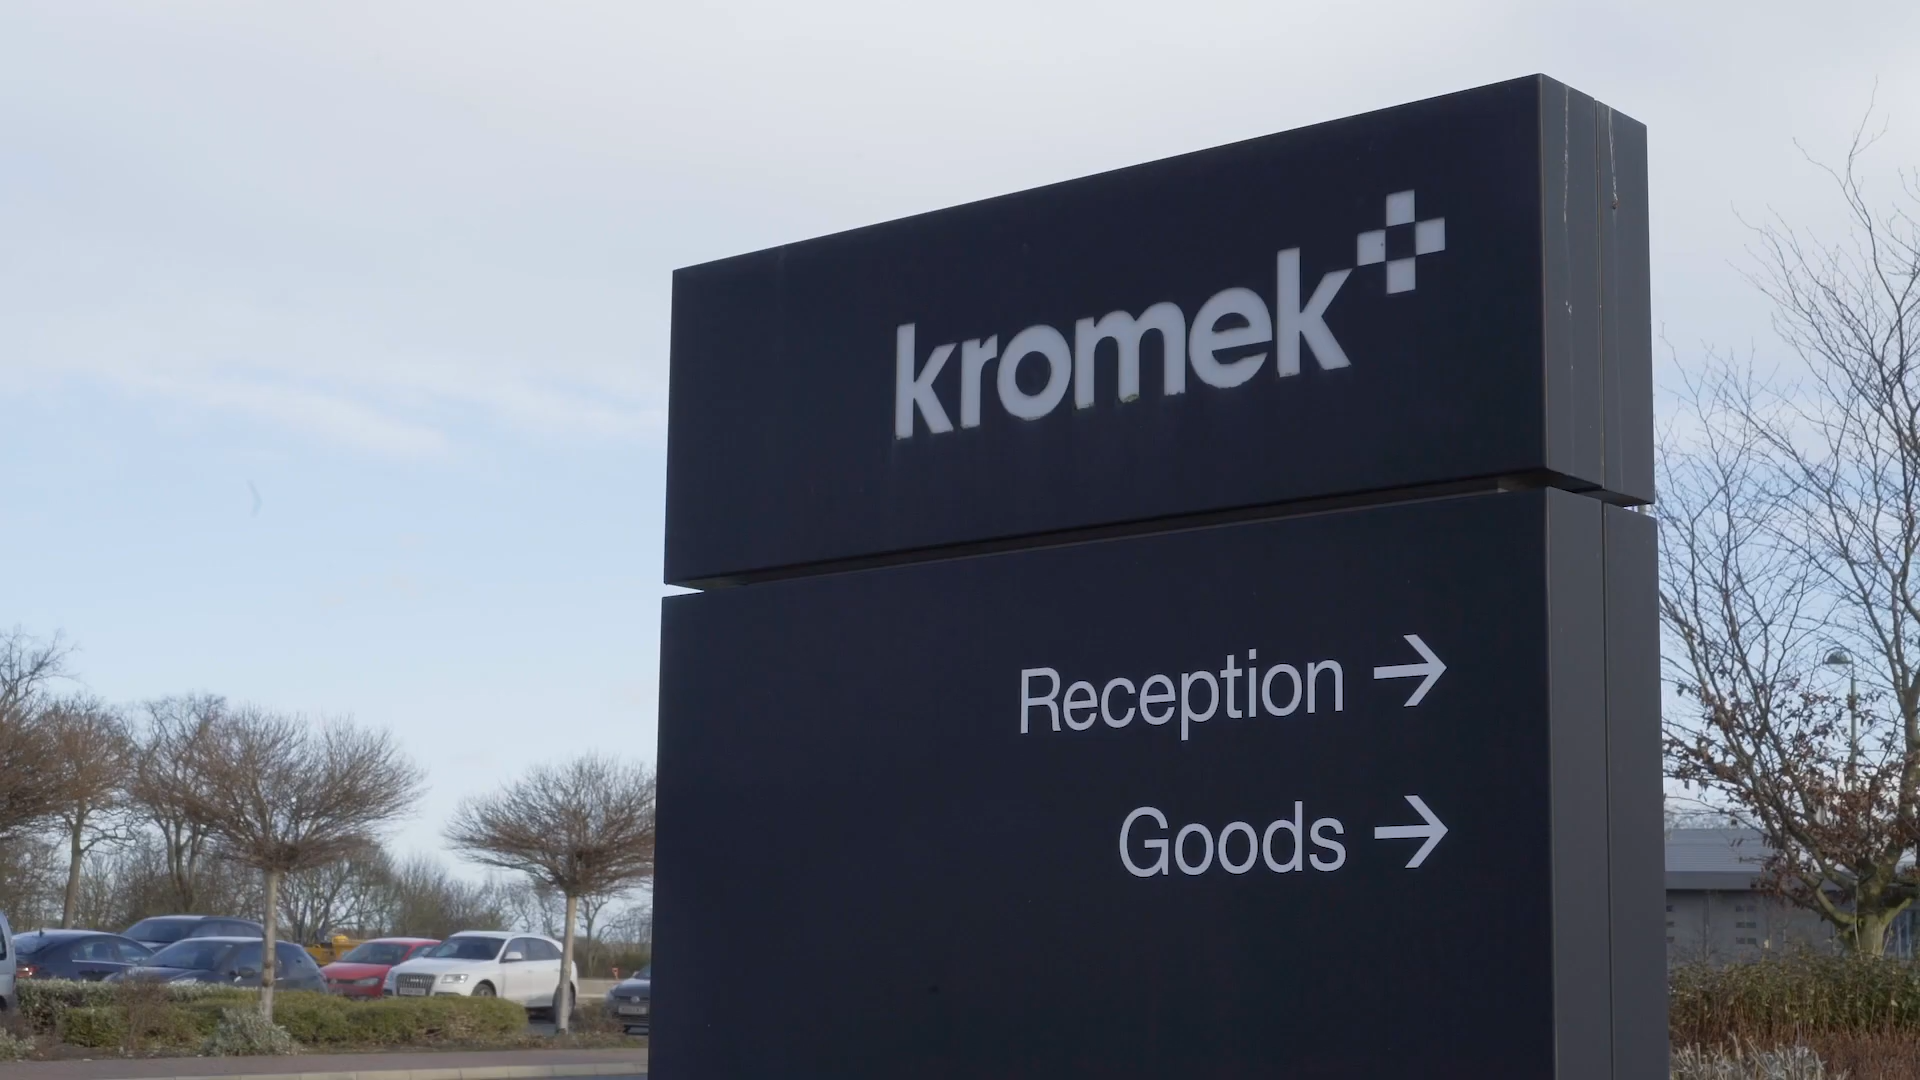 kromek
Reception →
Goods →